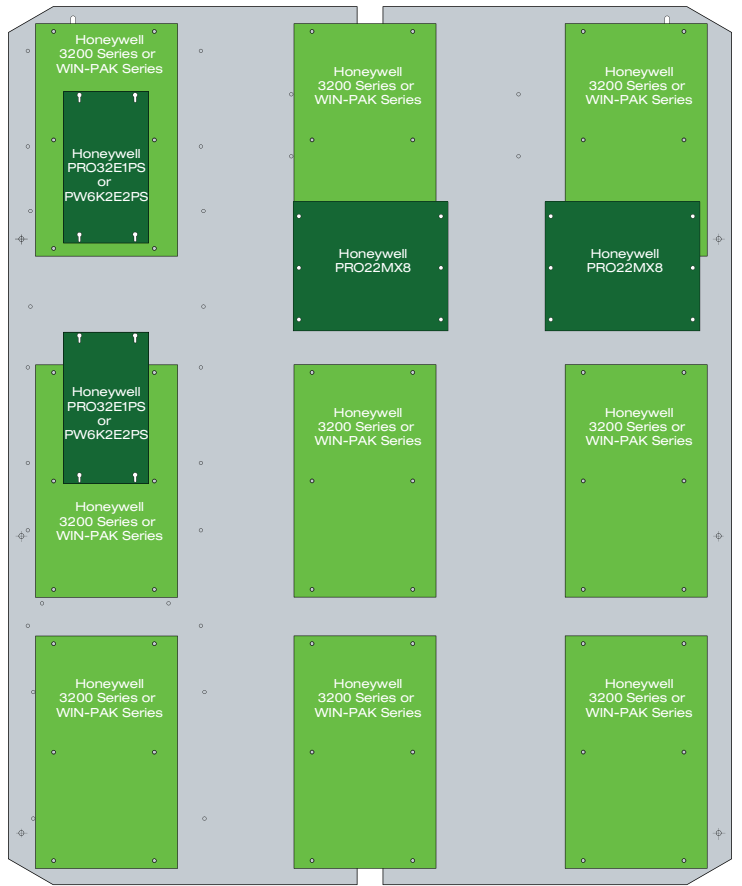 Honeywell
3200 Series or
WIN-PAK Series
Honeywell
3200 Series or
WIN-PAK Series
Honeywell
3200 Series or
WIN-PAK Series
Honeywell
PRO32E1PS
or
PW6K2E2PS
Honeywell
PRO22MX8
Honeywell
PRO22MX8
Honeywell
PRO32E1PS
or
PW6K2E2PS
Honeywell
3200 Series or
WIN-PAK Series
Honeywell
3200 Series or
WIN-PAK Series
Honeywell
3200 Series or
WIN-PAK Series
Honeywell
3200 Series or
WIN-PAK Series
Honeywell
3200 Series or
WIN-PAK Series
Honeywell
3200 Series or
WIN-PAK Series